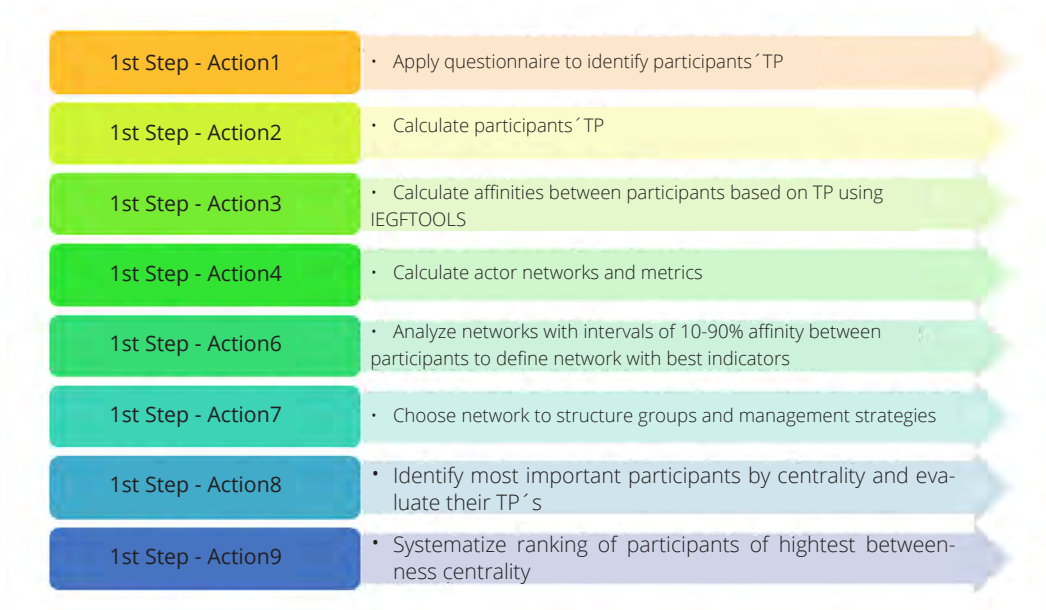 1st Step - Action1
• Apply questionnaire to identify participants´TP
1st Step - Action2
• Calculate participants´TP
1st Step - Action3
• Calculate affinities between participants based on TP using
IEGFTOOLS
1st Step - Action4
• Calculate actor networks and metrics
1st Step - Action6
• Analyze networks with intervals of 10-90% affinity between
participants to define network with best indicators
1st Step - Action7
• Choose network to structure groups and management strategies
1st Step - Action8
• Identify most important participants by centrality and eva-
luate their TP´s
1st Step - Action9
• Systematize ranking of participants of hightest between-
ness centrality